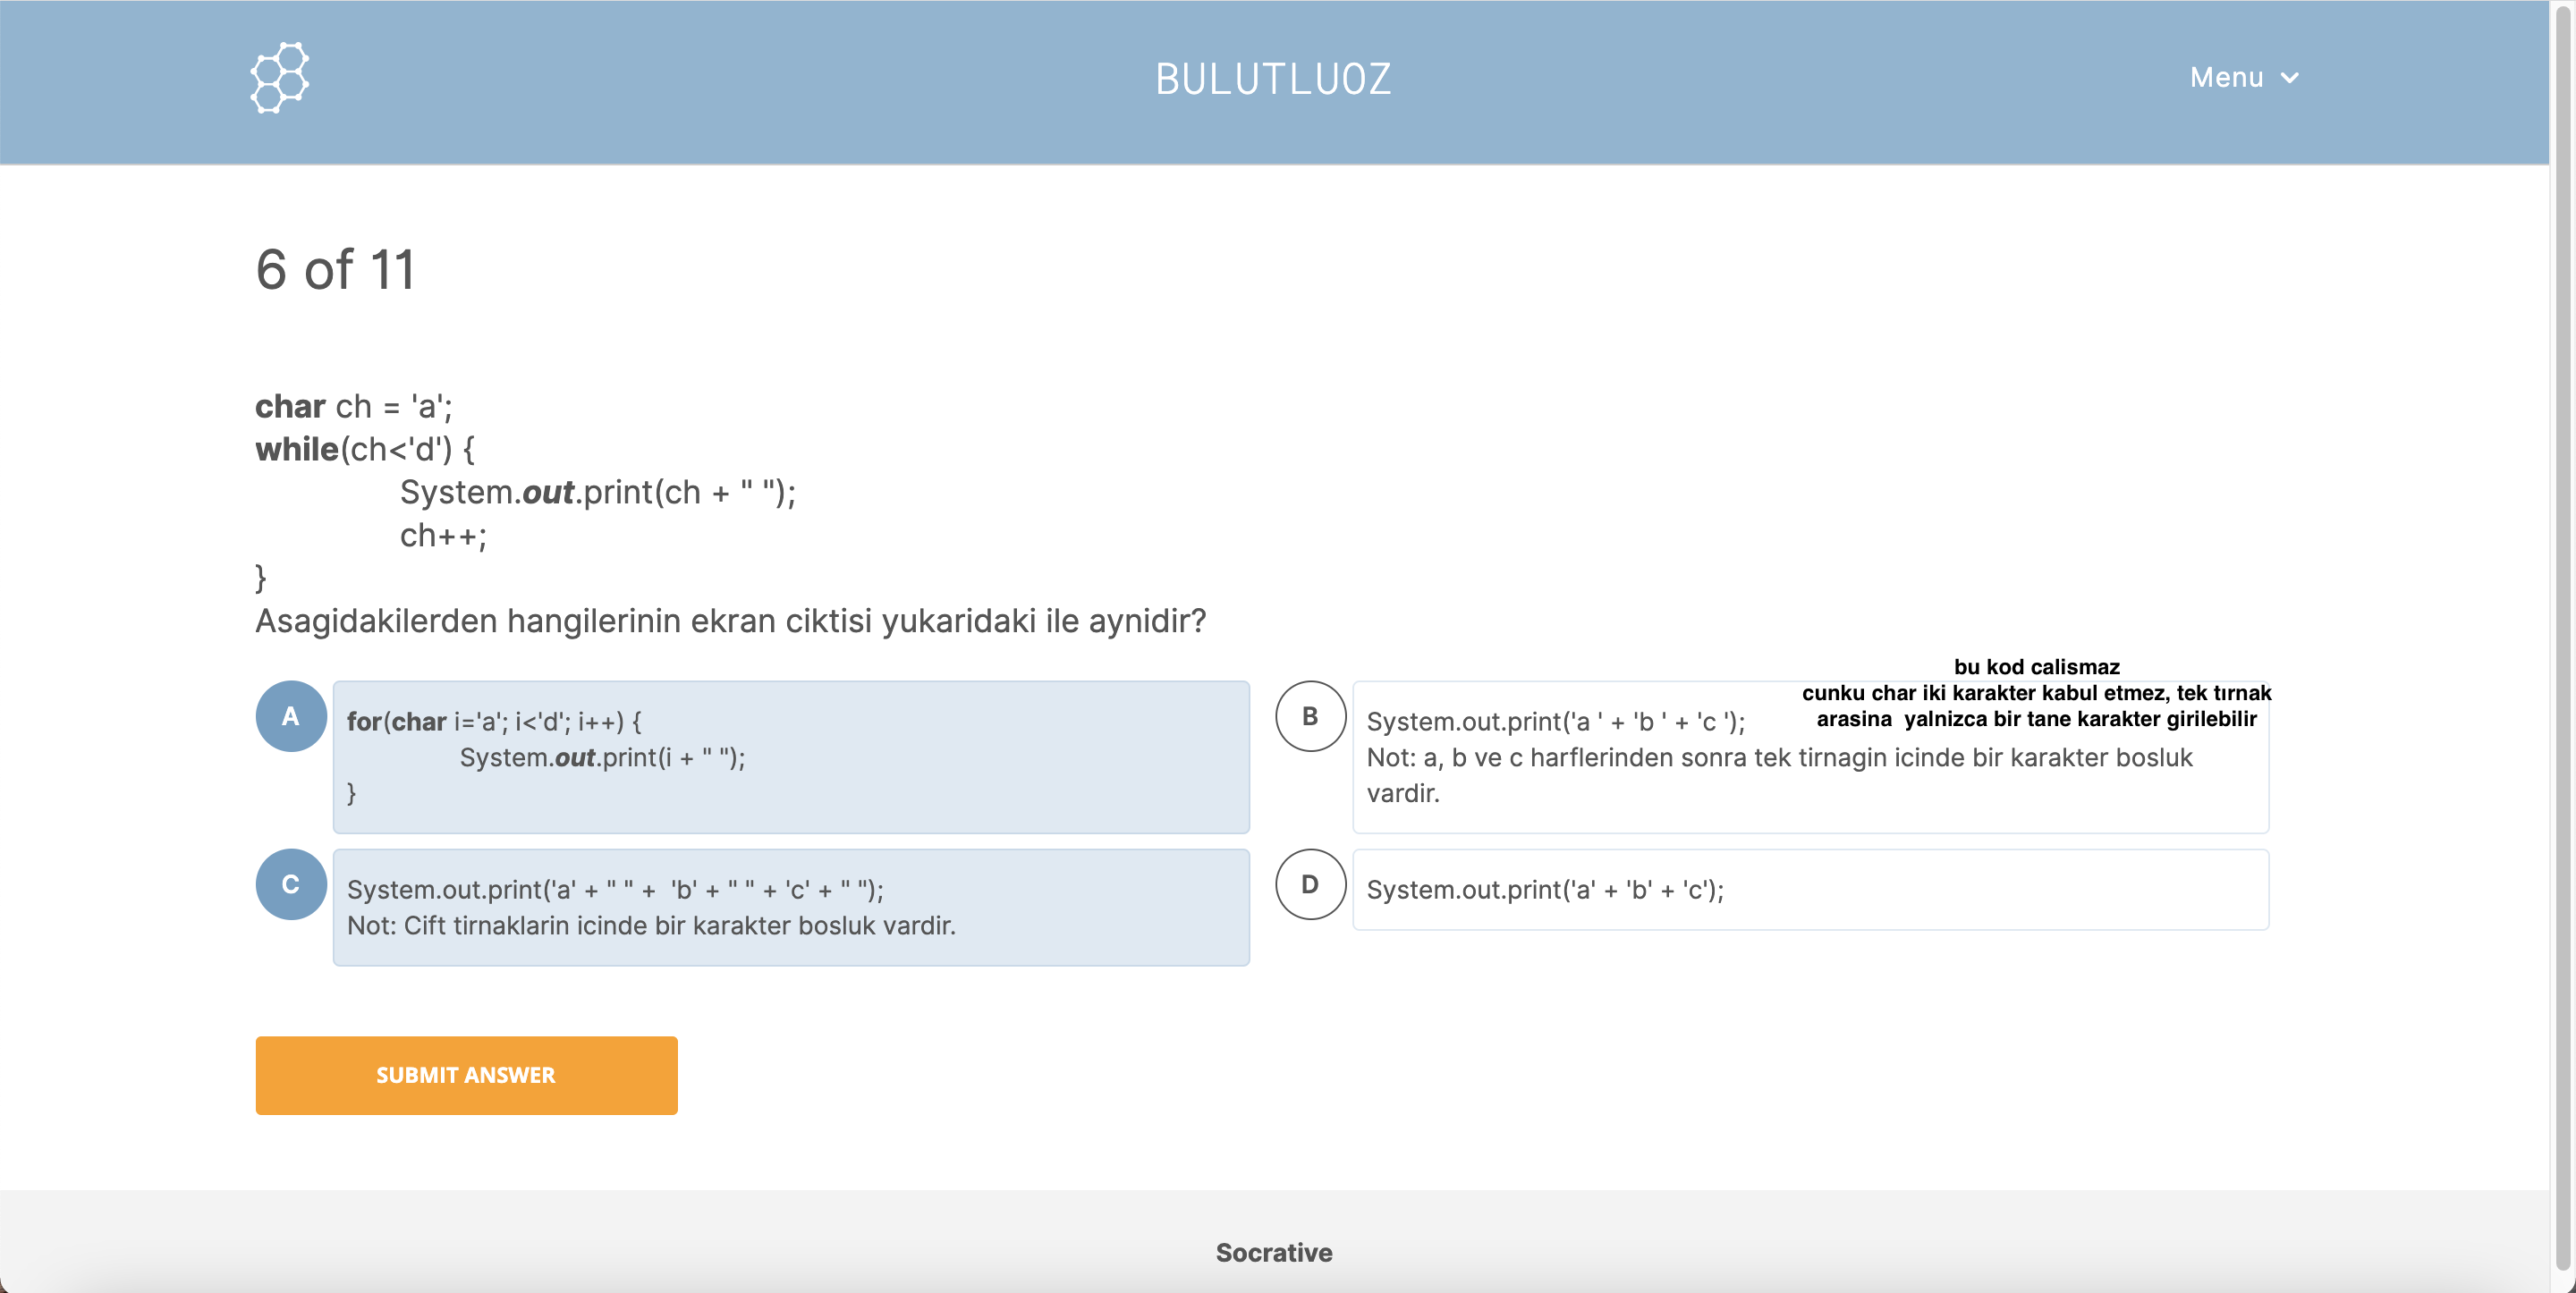 BULUTLUOZ
Menu
6 of 11
char ch = 'a';
while(ch<'d') {
System.out.print(ch + " ");
ch++;
}
Asagidakilerden hangilerinin ekran ciktisi yukaridaki ile aynidir?
A
for(char i='a'; i<'d'; i++) {
System.out.print(i + " ");
}
bu kod calismaz
cunku char iki karakter kabul etmez, tek tırnak
arasina  yalnizca bir tane karakter girilebilir
B
System.out.print('a ' + 'b ' + 'c ');
Not: a, b ve c harflerinden sonra tek tirnagin icinde bir karakter bosluk
vardir.
C
System.out.print('a' + " " +  'b' + " " + 'c' + " ");
Not: Cift tirnaklarin icinde bir karakter bosluk vardir.
D
System.out.print('a' + 'b' + 'c');
SUBMIT ANSWER
Socrative